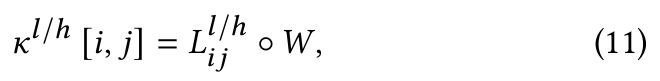 κ^{l/h} [i, j] = L_{ij}^{l/h} ∘ W, (11)